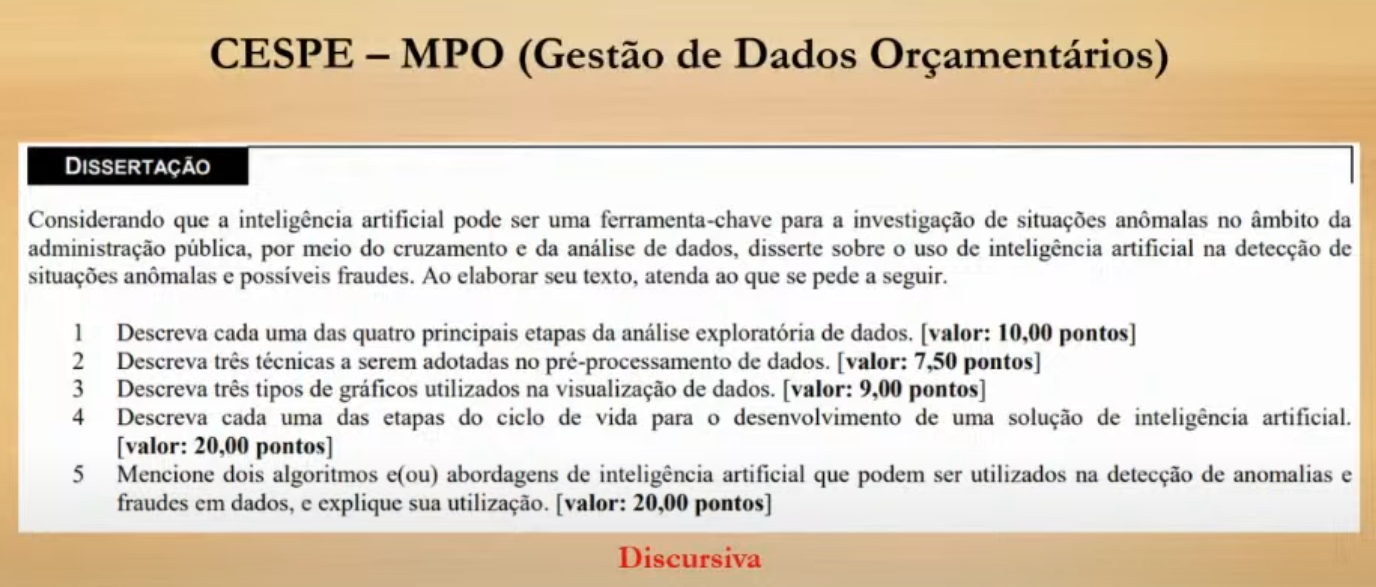 CESPE – MPO (Gestão de Dados Orçamentários)
DISSERTAÇÃO
Considerando que a inteligência artificial pode ser uma ferramenta-chave para a investigação de situações anômalas no âmbito da
administração pública, por meio do cruzamento e da análise de dados, disserte sobre o uso de inteligência artificial na detecção de
situações anômalas e possíveis fraudes. Ao elaborar seu texto, atenda ao que se pede a seguir.
1 Descreva cada uma das quatro principais etapas da análise exploratória de dados. [valor: 10,00 pontos]
2 Descreva três técnicas a serem adotadas no pré-processamento de dados. [valor: 7,50 pontos]
3 Descreva três tipos de gráficos utilizados na visualização de dados. [valor: 9,00 pontos]
4 Descreva cada uma das etapas do ciclo de vida para o desenvolvimento de uma solução de inteligência artificial.
[valor: 20,00 pontos]
5 Mencione dois algoritmos e(ou) abordagens de inteligência artificial que podem ser utilizados na detecção de anomalias e
fraudes em dados, e explique sua utilização. [valor: 20,00 pontos]
Discursiva